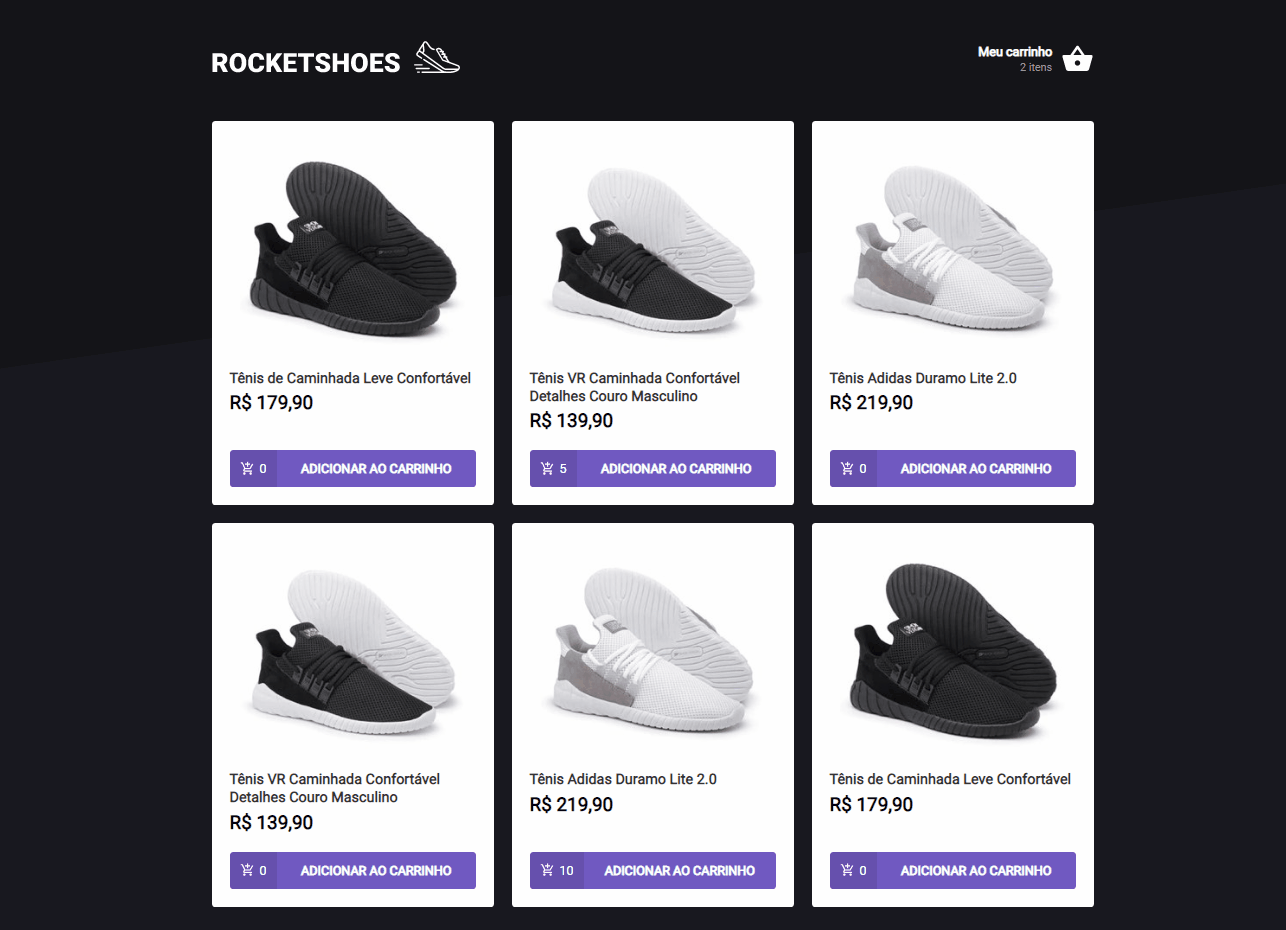 ROCKETSHOES
Meu carrinho
2 itens
Tênis de Caminhada Leve Confortável
R$ 179,90
0 ADICIONAR AO CARRINHO
Tênis VR Caminhada Confortável
Detalhes Couro Masculino
R$ 139,90
5 ADICIONAR AO CARRINHO
Tênis Adidas Duramo Lite 2.0
R$ 219,90
0 ADICIONAR AO CARRINHO
Tênis VR Caminhada Confortável
Detalhes Couro Masculino
R$ 139,90
0 ADICIONAR AO CARRINHO
Tênis Adidas Duramo Lite 2.0
R$ 219,90
10 ADICIONAR AO CARRINHO
Tênis de Caminhada Leve Confortável
R$ 179,90
0 ADICIONAR AO CARRINHO